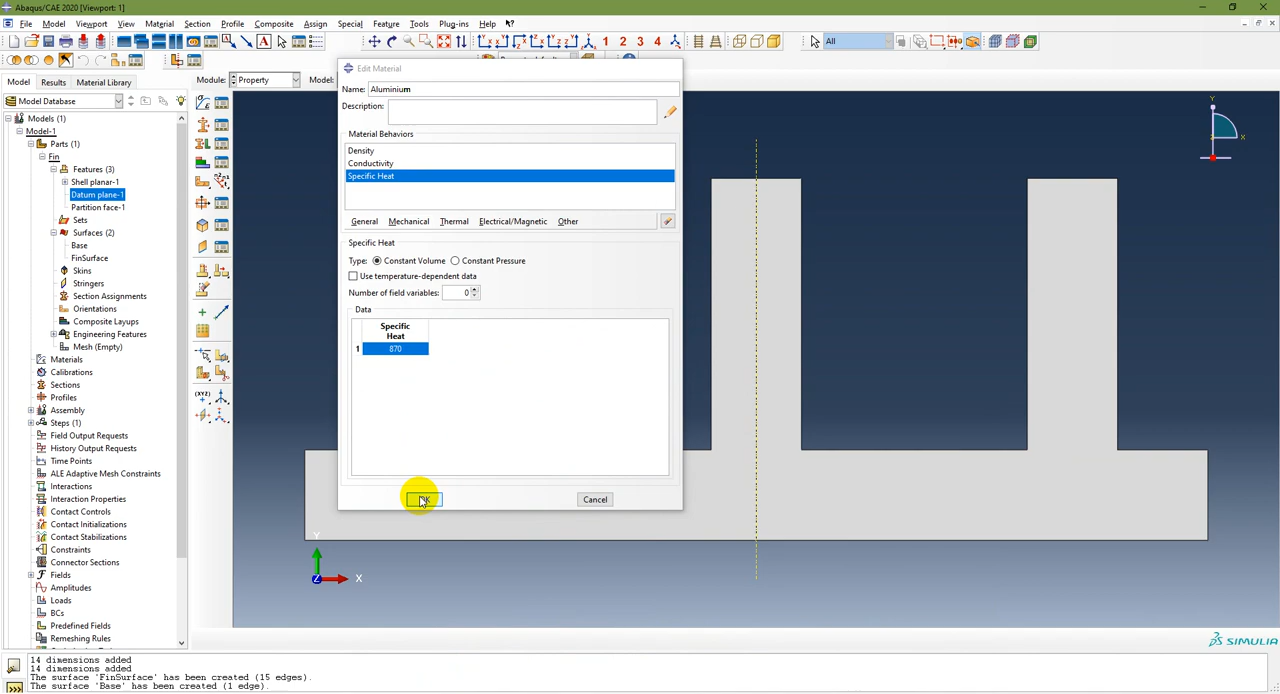 Abaqus/CAE 2020 [Viewport: 1]
File Model Viewport View Material Section Profile Composite Assign Special Feature Tools Plug-ins Help
All
1 2 3 4
Model Results Material Library
Module: Property Model:
Model Database
Models (1)
Model-1
Parts (1)
Fin
Features (3)
Shell planar-1
Datum plane-1
Partition face-1
Sets
Surfaces (2)
Base
FinSurface
Skins
Stringers
Section Assignments
Orientations
Composite Layups
Engineering Features
Mesh (Empty)
Materials
Calibrations
Sections
Profiles
Assembly
Steps (1)
Field Output Requests
History Output Requests
Time Points
ALE Adaptive Mesh Constraints
Interactions
Interaction Properties
Contact Controls
Contact Initializations
Contact Stabilizations
Constraints
Connector Sections
Fields
Amplitudes
Loads
BCs
Predefined Fields
Remeshing Rules
Edit Material
Name: Aluminium
Description:
Material Behaviors
Density
Conductivity
Specific Heat
General Mechanical Thermal Electrical/Magnetic Other
Specific Heat
Type: Constant Volume Constant Pressure
Use temperature-dependent data
Number of field variables: 0
Data
Specific
Heat
1 870
OK Cancel
Y
X
Y
Z X
SIMULIA
14 dimensions added
14 dimensions added
The surface 'FinSurface' has been created (15 edges).
The surface 'Base' has been created (1 edge).